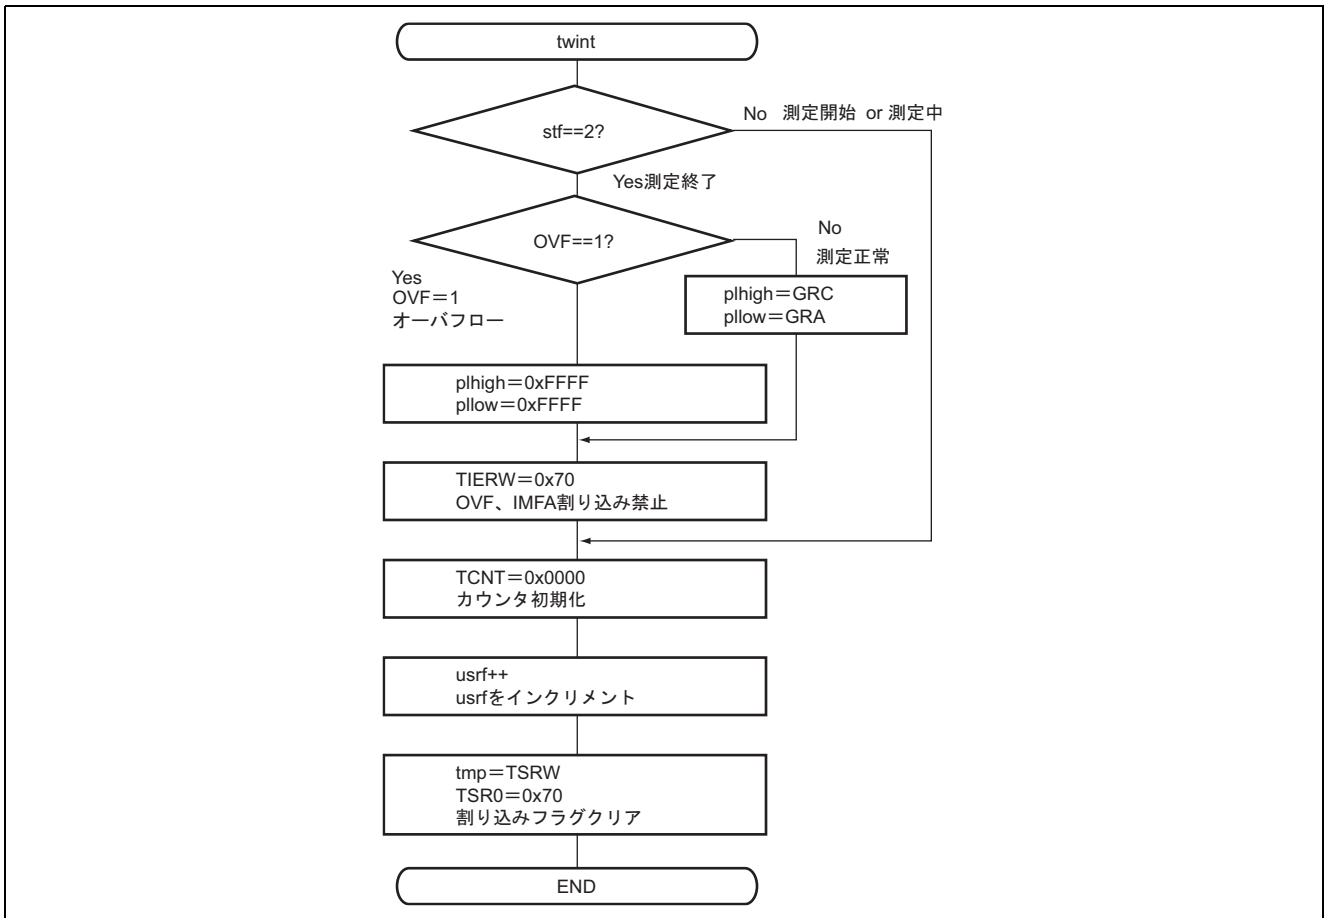 twint
stf==2?
No 測定開始 or 測定中
Yes測定終了
OVF==1?
No
測定正常
Yes
OVF＝1
オーバフロー
plhigh＝GRC
pllow＝GRA
plhigh＝0xFFFF
pllow＝0xFFFF
TIERW＝0x70
OVF、IMFA割り込み禁止
TCNT＝0x0000
カウンタ初期化
usrf++
usrfをインクリメント
tmp＝TSRW
TSR0＝0x70
割り込みフラグクリア
END